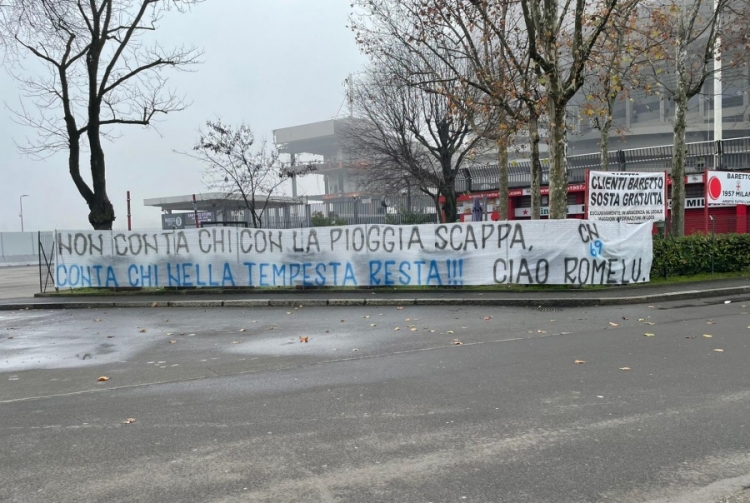 NON CONTA CHI CON LA PIOGGIA SCAPPA,
CONTA CHI NELLA TEMPESTA RESTA!!!
CIAO ROMELU.
CN
69
CLIENTI BARETTO
SOSTA GRATUITA
BARETTO
1957 MILAN